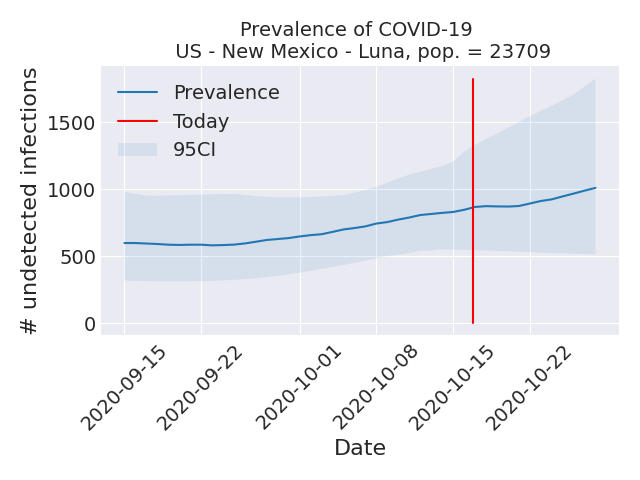 Prevalence of COVID-19
US - New Mexico - Luna, pop. = 23709
# undetected infections
1500
1000
500
0
Prevalence
Today
95CI
2020-09-15
2020-09-22
2020-10-01
2020-10-08
2020-10-15
2020-10-22
Date